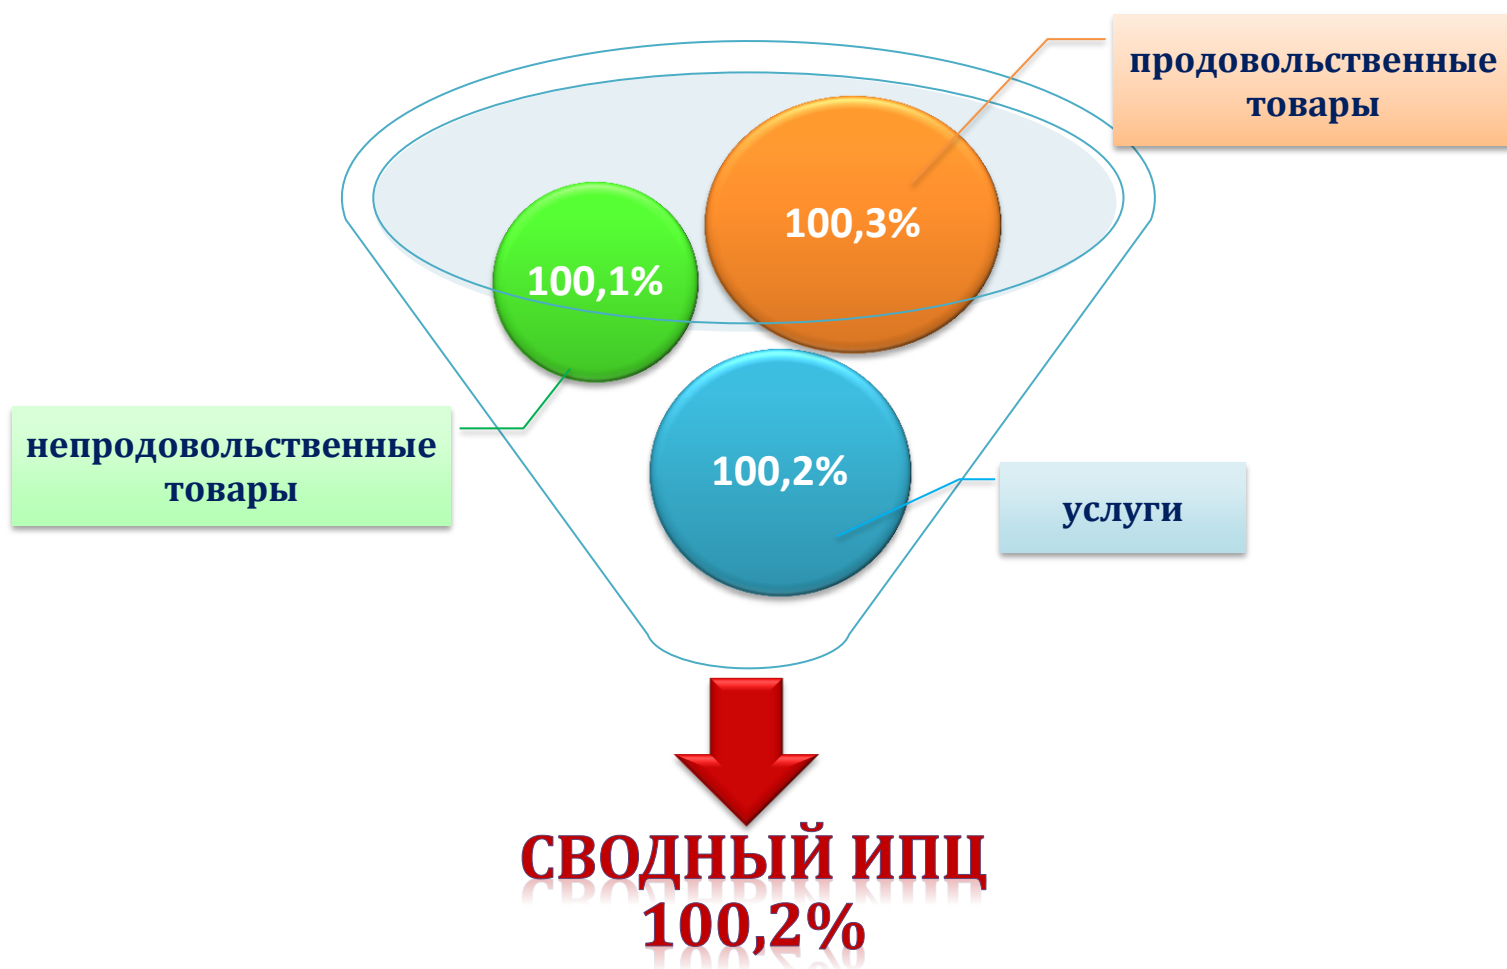 продовольственные
товары
100,3%
100,1%
непродовольственные
товары
100,2%
услуги
СВОДНЫЙ ИПЦ
100,2%